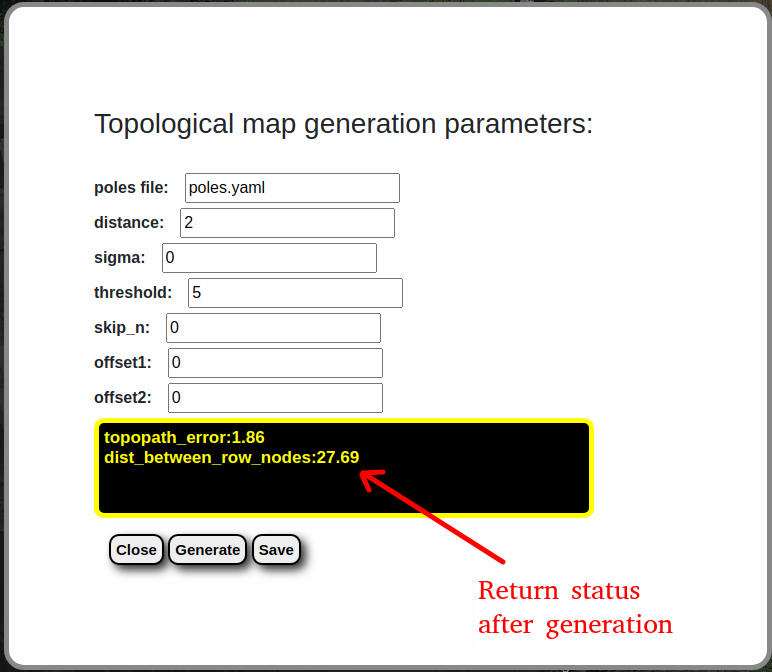 Topological map generation parameters:
poles file: poles.yaml
distance: 2
sigma: 0
threshold: 5
skip_n: 0
offset1: 0
offset2: 0
topopath_error:1.86
dist_between_row_nodes:27.69
Close Generate Save
Return status
after generation